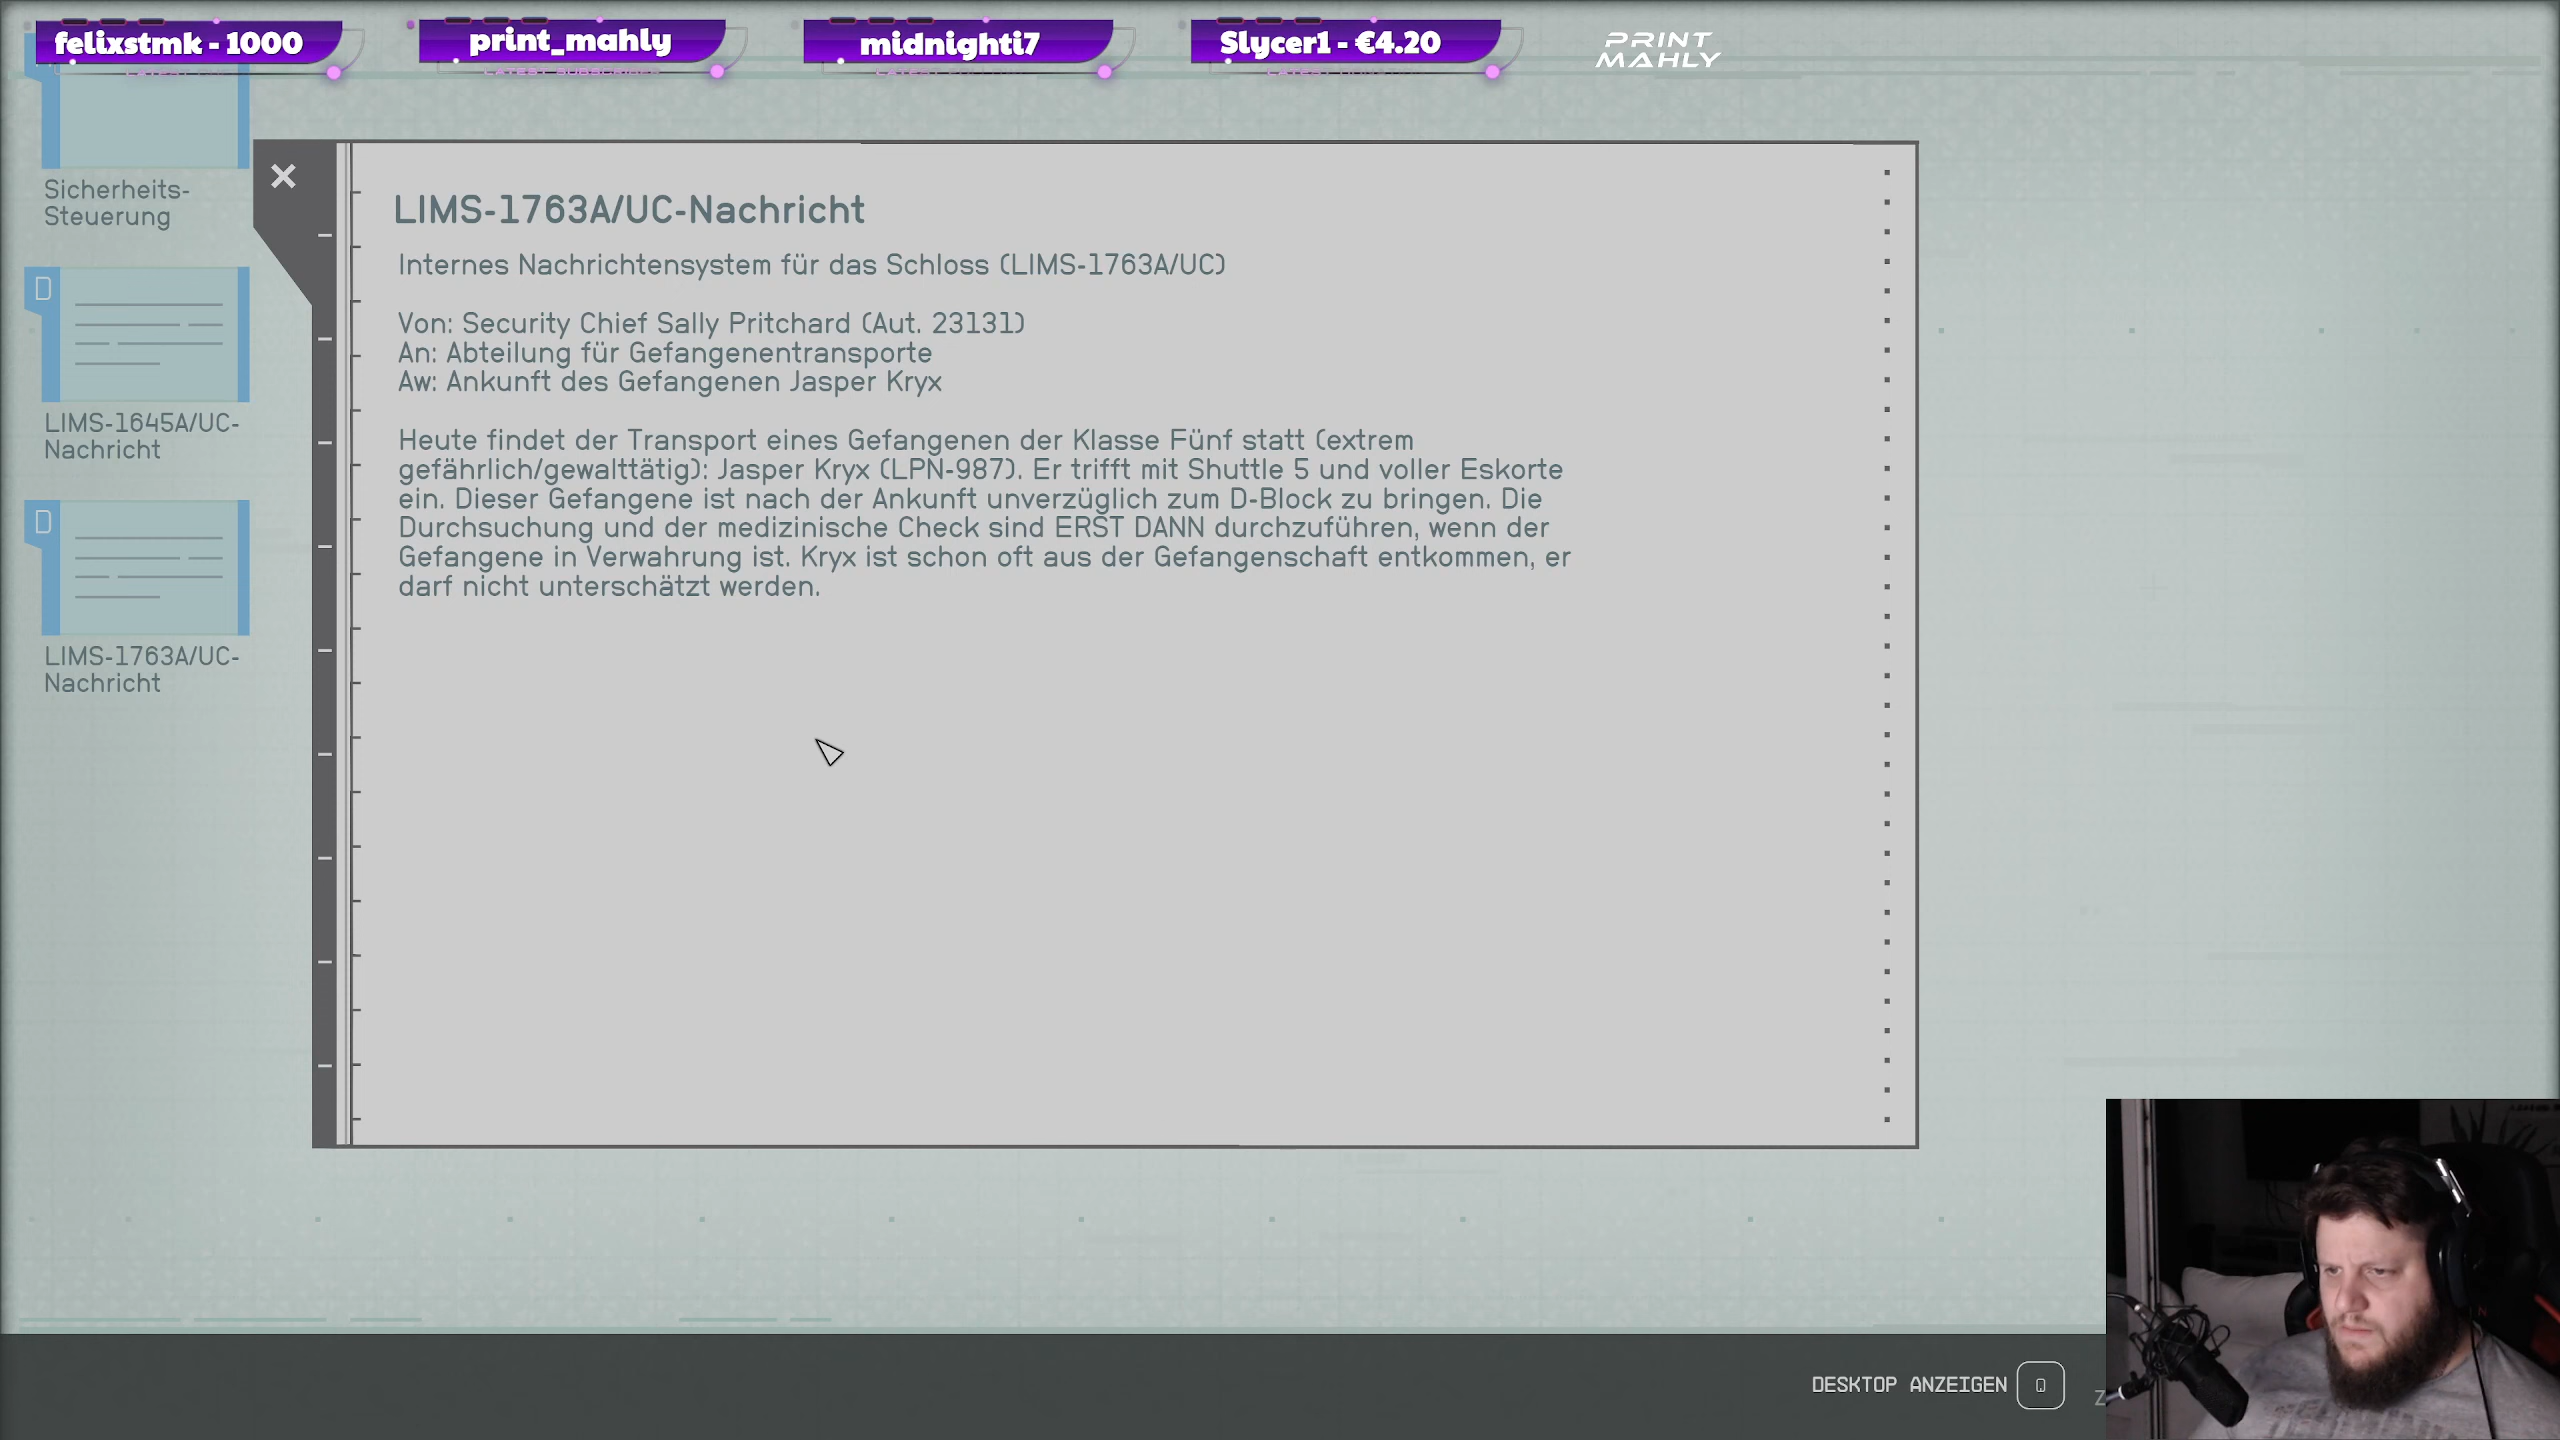 felixstmk - 1000
print_mahly
midnighti7
Slycer1 - €4.20
PRINT
MAHLY
Sicherheits-
Steuerung
D
LIMS-1645A/UC-
Nachricht
D
LIMS-1763A/UC-
Nachricht
LIMS-1763A/UC-Nachricht
Internes Nachrichtensystem für das Schloss (LIMS-1763A/UC)
Von: Security Chief Sally Pritchard (Aut. 23131)
An: Abteilung für Gefangenentransporte
Aw: Ankunft des Gefangenen Jasper Kryx
Heute findet der Transport eines Gefangenen der Klasse Fünf statt (extrem
gefährlich/gewalttätig): Jasper Kryx (LPN-987). Er trifft mit Shuttle 5 und voller Eskorte
ein. Dieser Gefangene ist nach der Ankunft unverzüglich zum D-Block zu bringen. Die
Durchsuchung und der medizinische Check sind ERST DANN durchzuführen, wenn der
Gefangene in Verwahrung ist. Kryx ist schon oft aus der Gefangenschaft entkommen, er
darf nicht unterschätzt werden.
DESKTOP ANZEIGEN
Q